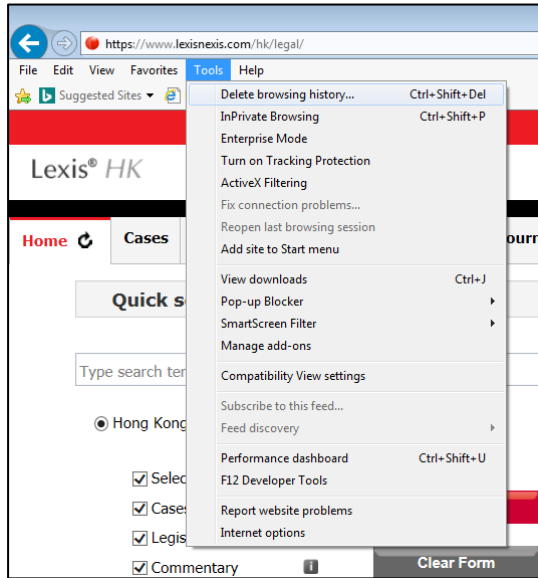 https://www.lexisnexis.com/hk/legal/
File Edit View Favorites Tools Help
Suggested Sites
Delete browsing history... Ctrl+Shift+Del
InPrivate Browsing Ctrl+Shift+P
Enterprise Mode
Turn on Tracking Protection
ActiveX Filtering
Fix connection problems...
Reopen last browsing session
Add site to Start menu
View downloads Ctrl+J
Pop-up Blocker
SmartScreen Filter
Manage add-ons
Compatibility View settings
Subscribe to this feed...
Feed discovery
Performance dashboard Ctrl+Shift+U
F12 Developer Tools
Report website problems
Internet options
Lexis® HK
Home Cases
Quick s
Type search ter
Hong Kong
Selec
Cases
Legis
Commentary
Clear Form